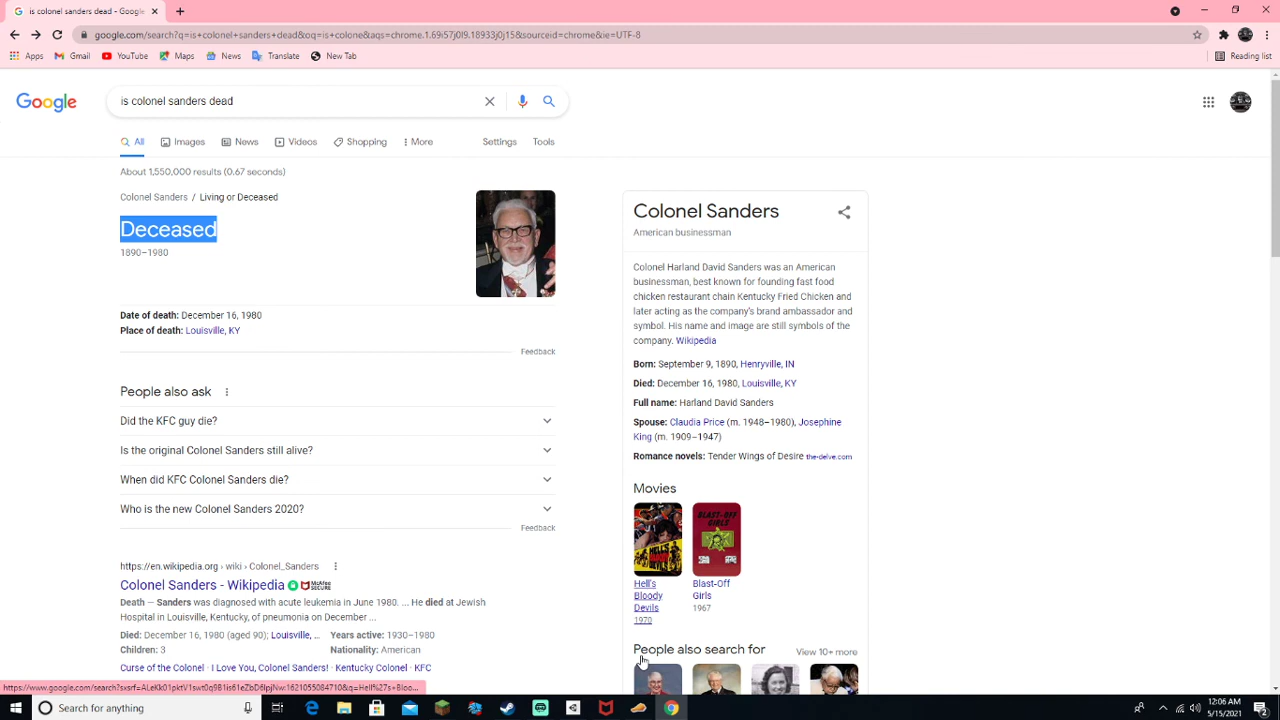 is colonel sanders dead - Google
google.com/search?q=is+colonel+sanders+dead&oq=is+colone&aqs=chrome.1.69i57j0l9.18933j0j15&sourceid=chrome&ie=UTF-8
Apps Gmail YouTube Maps News Translate New Tab Reading list
Google is colonel sanders dead
All Images News Videos Shopping More Settings Tools
About 1,550,000 results (0.67 seconds)
Colonel Sanders / Living or Deceased
Deceased
1890–1980
Date of death: December 16, 1980
Place of death: Louisville, KY
Feedback
People also ask
Did the KFC guy die?
Is the original Colonel Sanders still alive?
When did KFC Colonel Sanders die?
Who is the new Colonel Sanders 2020?
Feedback
https://en.wikipedia.org › wiki › Colonel_Sanders
Colonel Sanders - Wikipedia McAfee SECURE
Death — Sanders was diagnosed with acute leukemia in June 1980. ... He died at Jewish
Hospital in Louisville, Kentucky, of pneumonia on December ...
Died: December 16, 1980 (aged 90); Louisville, ... Years active: 1930–1980
Children: 3 Nationality: American
Curse of the Colonel · I Love You, Colonel Sanders! · Kentucky Colonel · KFC
Colonel Sanders
American businessman
Colonel Harland David Sanders was an American
businessman, best known for founding fast food
chicken restaurant chain Kentucky Fried Chicken and
later acting as the company's brand ambassador and
symbol. His name and image are still symbols of the
company. Wikipedia
Born: September 9, 1890, Henryville, IN
Died: December 16, 1980, Louisville, KY
Full name: Harland David Sanders
Spouse: Claudia Price (m. 1948–1980), Josephine
King (m. 1909–1947)
Romance novels: Tender Wings of Desire the-delve.com
Movies
HELL'S BLOODY DEVILS
BLAST-OFF GIRLS
Hell's
Bloody
Devils
1970
Blast-Off
Girls
1967
People also search for View 10+ more
Search for anything
12:06 AM
5/15/2021
2